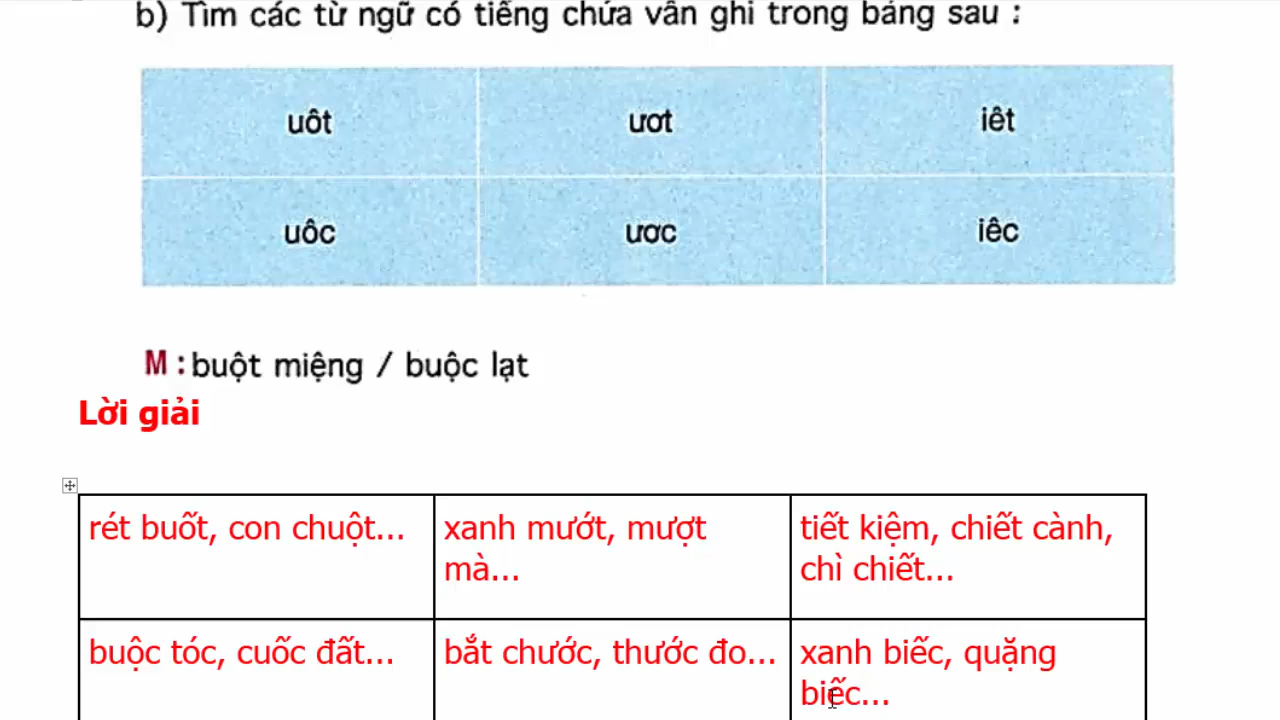 b) Tìm các từ ngữ có tiếng chứa vần ghi trong bảng sau :
uôt ươt iêt
uôc ươc iêc
M : buột miệng / buộc lạt
Lời giải
rét buốt, con chuột...
xanh mướt, mượt
mà...
tiết kiệm, chiết cành,
chì chiết...
buộc tóc, cuốc đất...
bắt chước, thước đo...
xanh biếc, quặng
biếc...